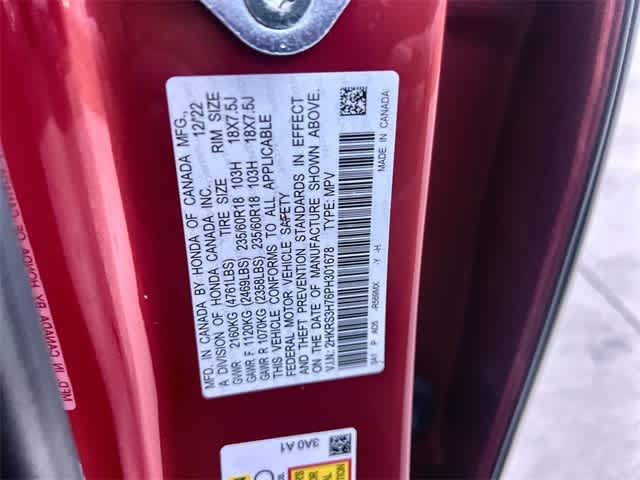 MFD. IN CANADA BY HONDA OF CANADA MFG.,
A DIVISION OF HONDA CANADA INC. 12/22
TIRE SIZE RIM SIZE
GVWR 2160KG (4761LBS)
GAWR F 1120KG (2469LBS) 235/60R18 103H 18X7.5J
GAWR R 1070KG (2358LBS) 235/60R18 103H 18X7.5J
THIS VEHICLE CONFORMS TO ALL APPLICABLE
FEDERAL MOTOR VEHICLE SAFETY
AND THEFT PREVENTION STANDARDS IN EFFECT
ON THE DATE OF MANUFACTURE SHOWN ABOVE.
V.I.N: 2HKRS3H76PH301678 TYPE: MPV
3A1 P ADS -R569MX Y -H
MADE IN CANADA
3A0 A1